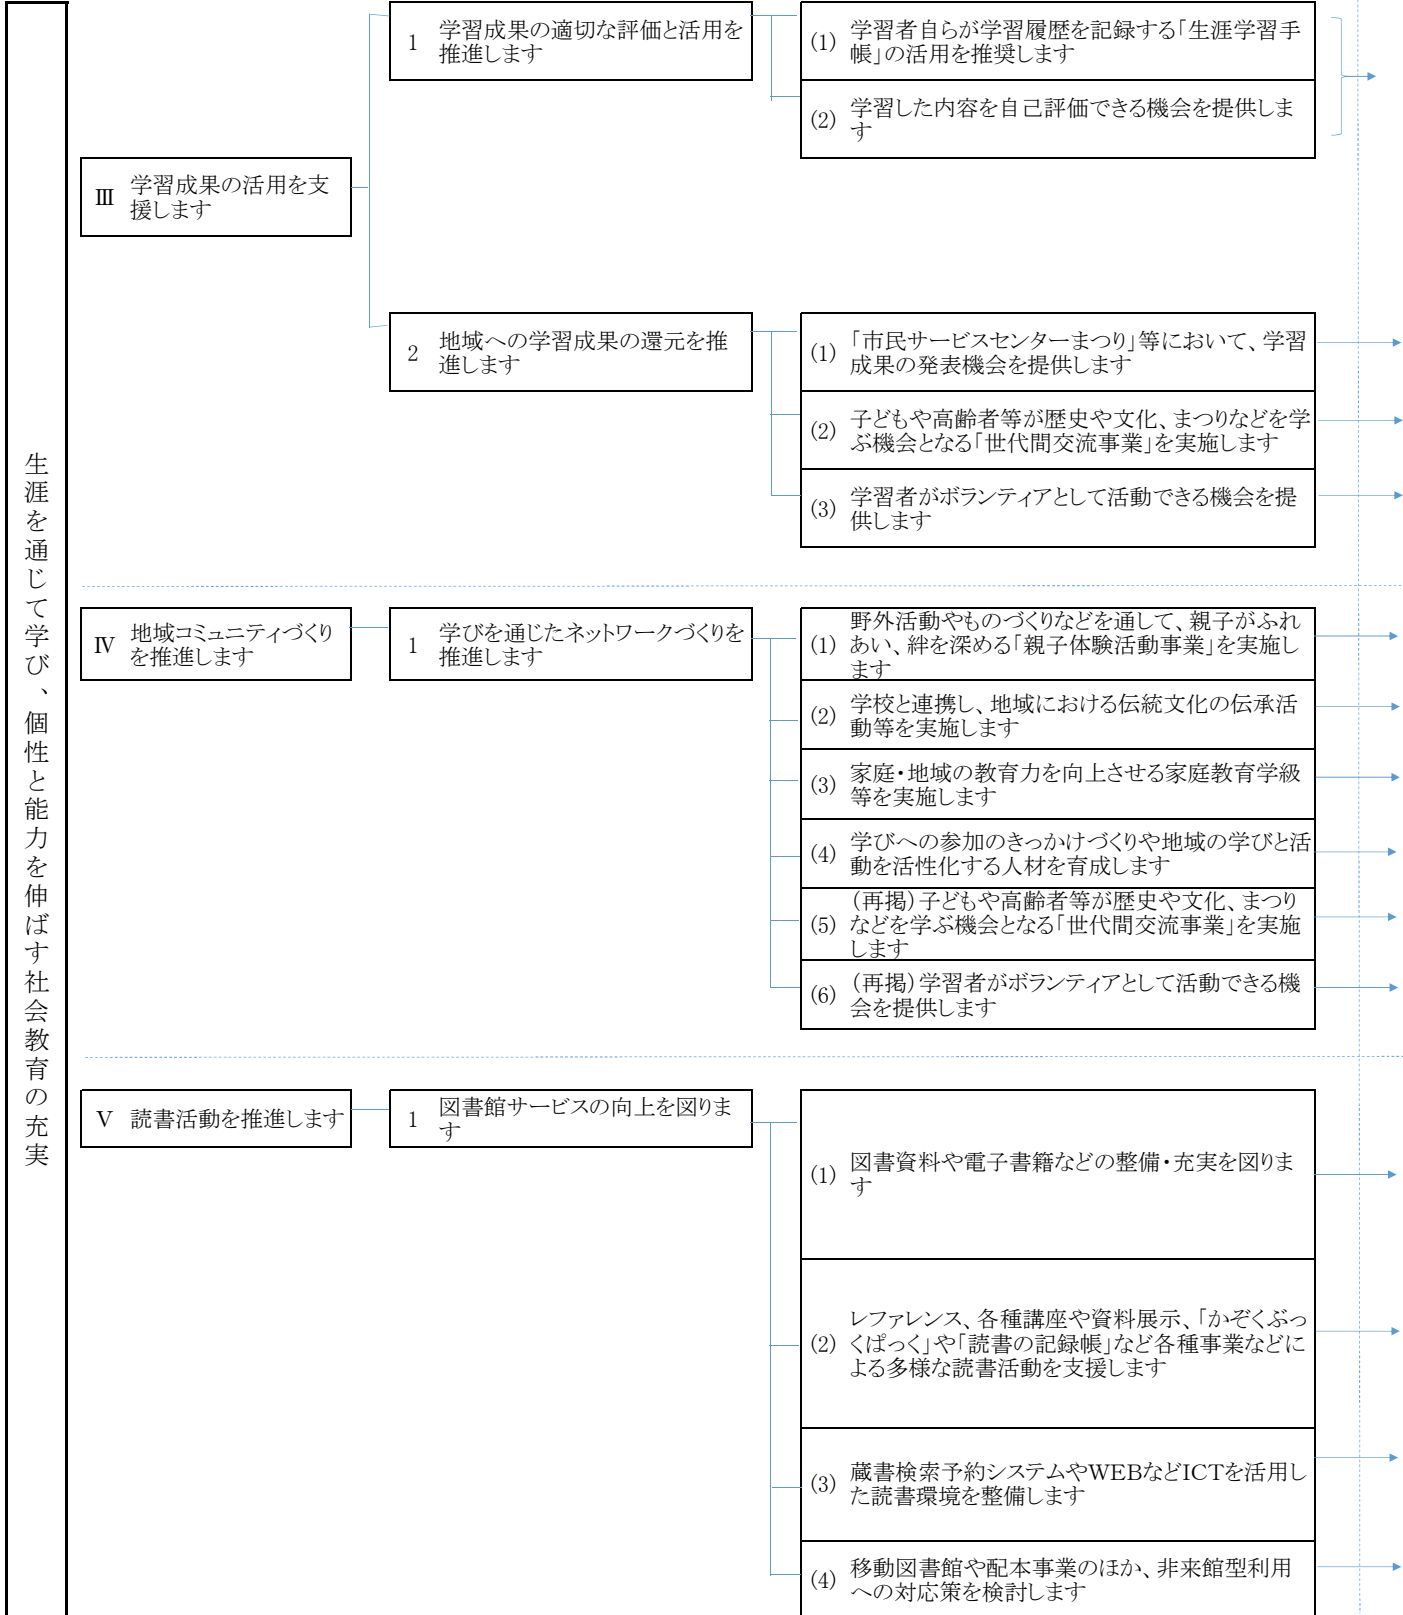 生涯を通じて学び、個性と能力を伸ばす社会教育の充実
Ⅲ 学習成果の活用を支
援します
1 学習成果の適切な評価と活用を
推進します
(1) 学習者自らが学習履歴を記録する「生涯学習手
帳」の活用を推奨します
(2) 学習した内容を自己評価できる機会を提供しま
す
2 地域への学習成果の還元を推
進します
(1) 「市民サービスセンターまつり」等において、学習
成果の発表機会を提供します
(2) 子どもや高齢者等が歴史や文化、まつりなどを学
ぶ機会となる「世代間交流事業」を実施します
(3) 学習者がボランティアとして活動できる機会を提
供します
Ⅳ 地域コミュニティづくり
を推進します
1 学びを通じたネットワークづくりを
推進します
(1) 野外活動やものづくりなどを通して、親子がふれ
あい、絆を深める「親子体験活動事業」を実施し
ます
(2) 学校と連携し、地域における伝統文化の伝承活
動等を実施します
(3) 家庭・地域の教育力を向上させる家庭教育学級
等を実施します
(4) 学びへの参加のきっかけづくりや地域の学びと活
動を活性化する人材を育成します
(5) (再掲)子どもや高齢者等が歴史や文化、まつり
などを学ぶ機会となる「世代間交流事業」を実施
します
(6) (再掲)学習者がボランティアとして活動できる機
会を提供します
Ⅴ 読書活動を推進します
1 図書館サービスの向上を図りま
す
(1) 図書資料や電子書籍などの整備・充実を図りま
す
(2) レファレンス、各種講座や資料展示、「かぞくぶっ
くぱっく」や「読書の記録帳」など各種事業などに
よる多様な読書活動を支援します
(3) 蔵書検索予約システムやWEBなどICTを活用し
た読書環境を整備します
(4) 移動図書館や配本事業のほか、非来館型利用
への対応策を検討します